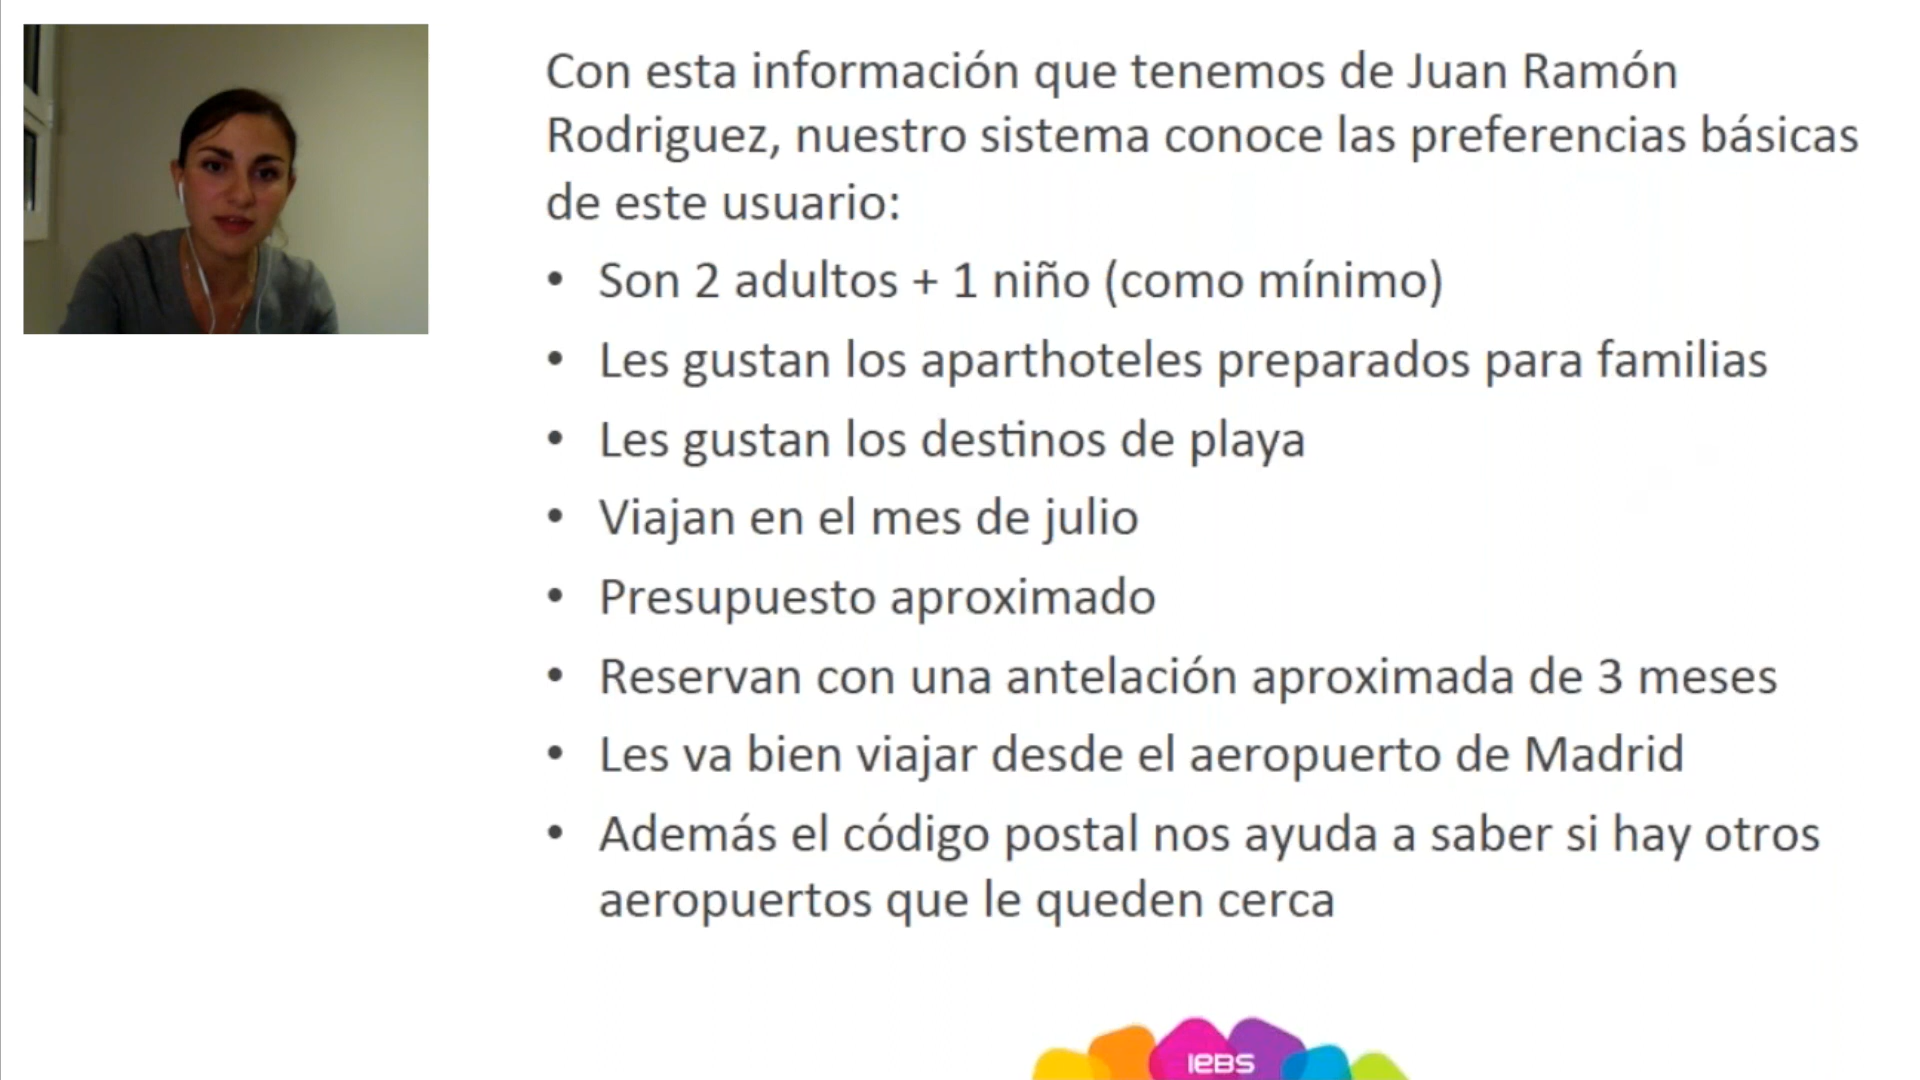 Con esta información que tenemos de Juan Ramón
Rodriguez, nuestro sistema conoce las preferencias básicas
de este usuario:
• Son 2 adultos + 1 niño (como mínimo)
• Les gustan los aparthoteles preparados para familias
• Les gustan los destinos de playa
• Viajan en el mes de julio
• Presupuesto aproximado
• Reservan con una antelación aproximada de 3 meses
• Les va bien viajar desde el aeropuerto de Madrid
• Además el código postal nos ayuda a saber si hay otros
aeropuertos que le queden cerca
IEBS